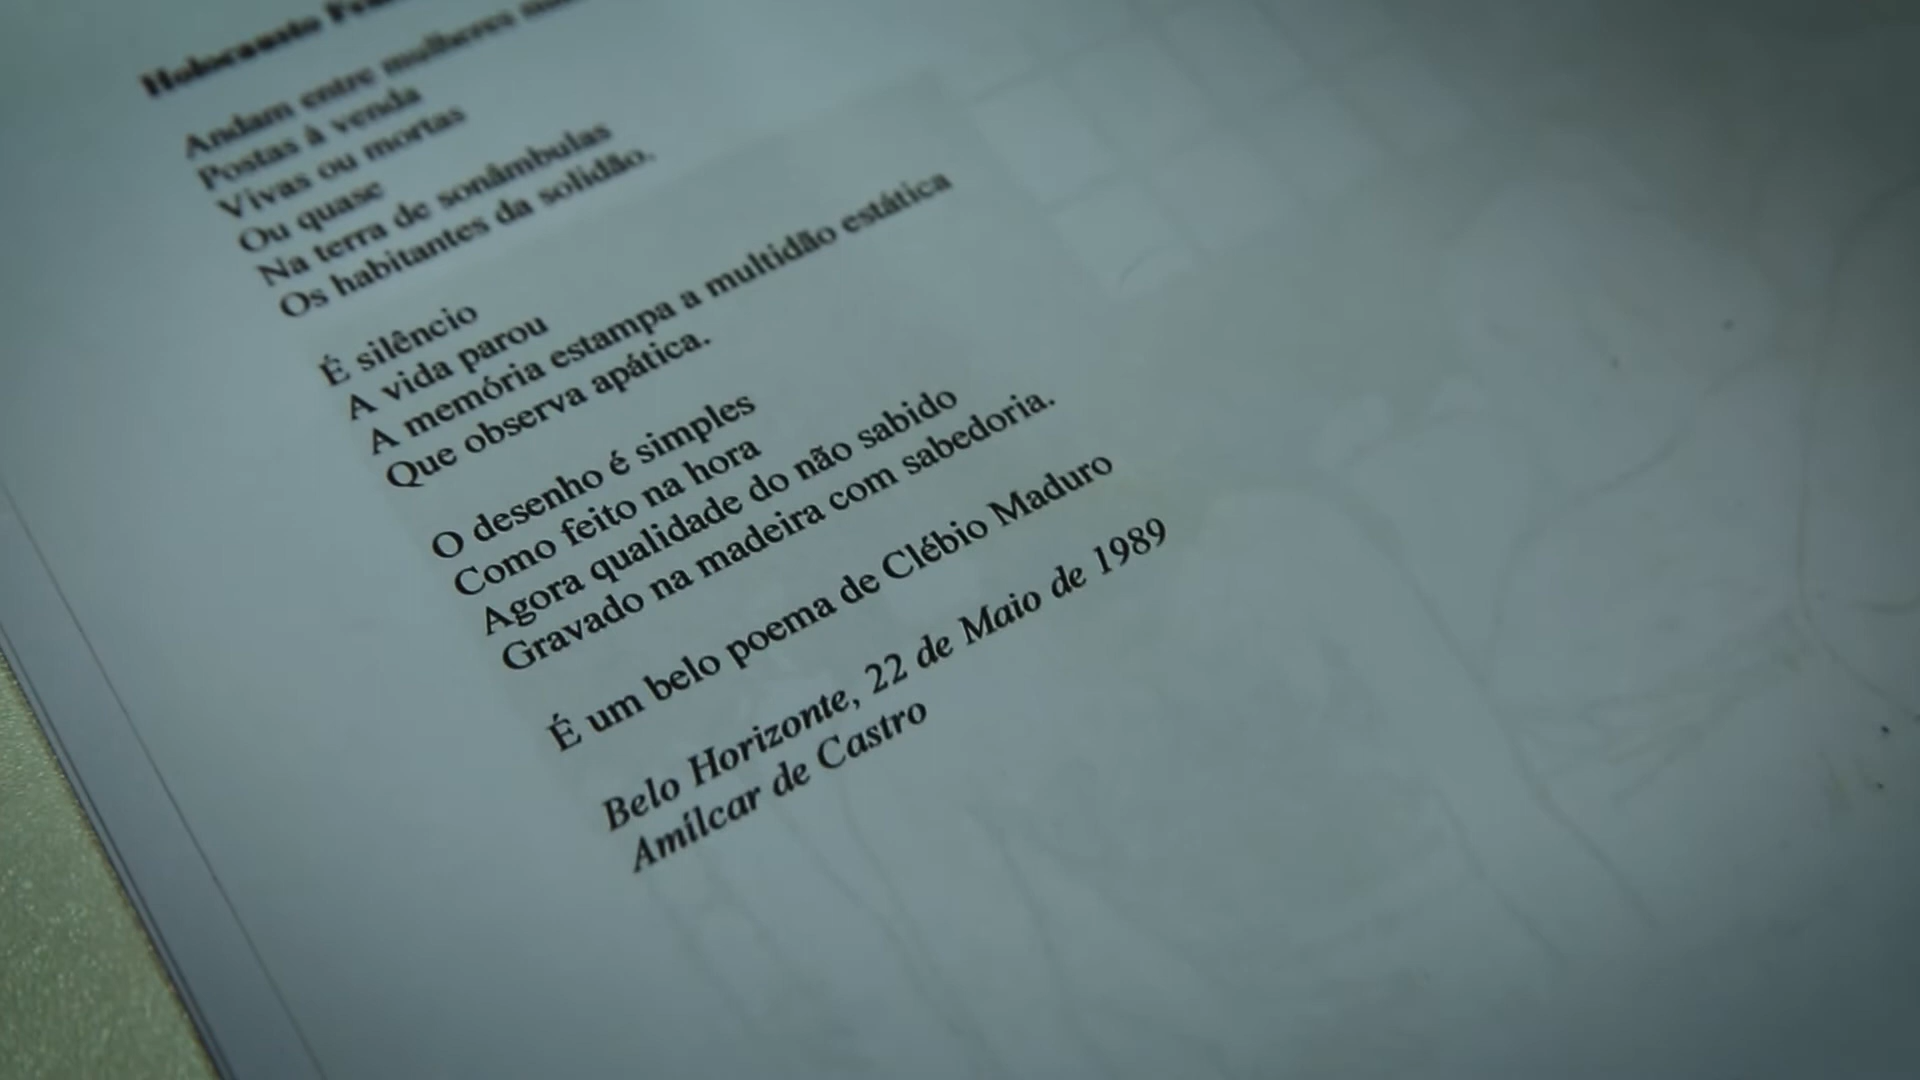 Holocausto
Andam entre mulheres
Postas à venda
Vivas ou mortas
Ou quase
Na terra de sonâmbulas
Os habitantes da solidão.
É silêncio
A vida parou
A memória estampa a multidão estática
Que observa apática.
O desenho é simples
Como feito na hora
Agora qualidade do não sabido
Gravado na madeira com sabedoria.
É um belo poema de Clébio Maduro
Belo Horizonte, 22 de Maio de 1989
Amílcar de Castro